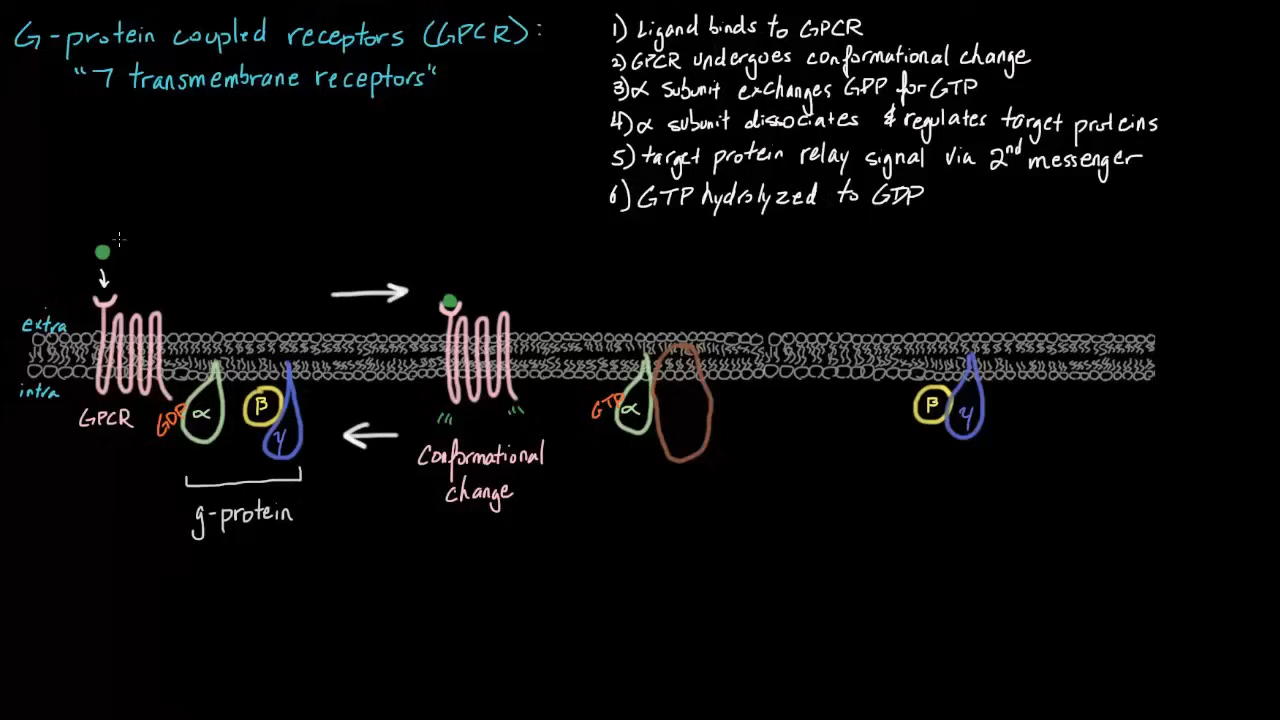 G-protein coupled receptors (GPCR):
"7 transmembrane receptors"
1) Ligand binds to GPCR
2) GPCR undergoes conformational change
3) α subunit exchanges GDP for GTP
4) α subunit dissociates & regulates target proteins
5) target protein relay signal via 2nd messenger
6) GTP hydrolyzed to GDP
extra
intra
GPCR
GDP
α
β
γ
g-protein
Conformational
change
GTP
α
β
γ